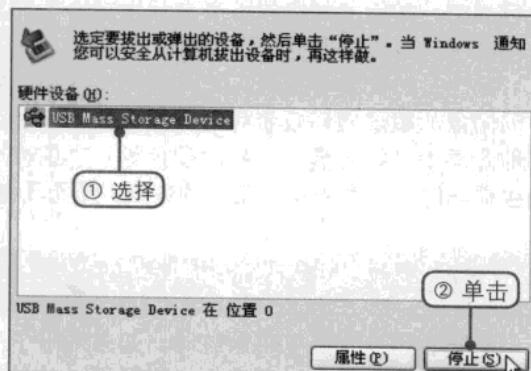 选定要拔出或弹出的设备，然后单击“停止”。当 Windows 通知
您可以安全从计算机拔出设备时，再这样做。
硬件设备(H):
USB Mass Storage Device
① 选择
② 单击
USB Mass Storage Device 在 位置 0
属性(P)
停止(S)